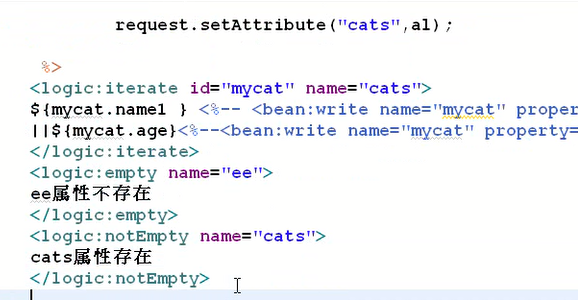 request.setAttribute("cats",al);
%>
<logic:iterate id="mycat" name="cats">
${mycat.name1 } <%-- <bean:write name="mycat" proper
||${mycat.age}<%--<bean:write name="mycat" property=
</logic:iterate>
<logic:empty name="ee">
ee属性不存在
</logic:empty>
<logic:notEmpty name="cats">
cats属性存在
</logic:notEmpty>